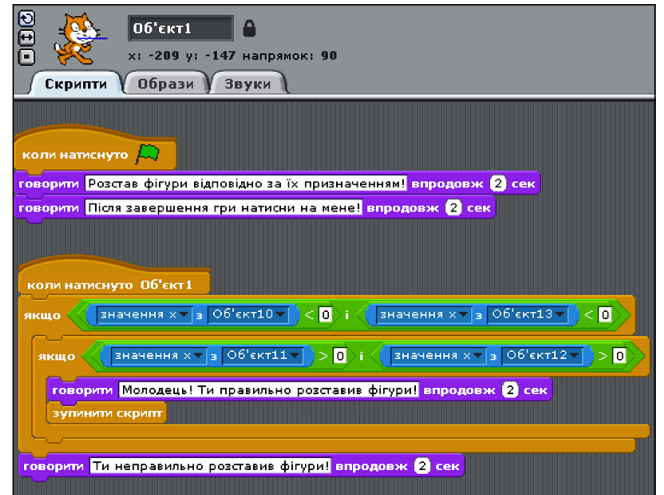 Об'єкт1
x: -209 y: -147 напрямок: 90
Скрипти Образи Звуки
коли натиснуто
говорити Розстав фігури відповідно за їх призначенням! впродовж 2 сек
говорити Після завершення гри натисни на мене! впродовж 2 сек
коли натиснуто Об'єкт1
якщо значення x з Об'єкт10 < 0 і значення x з Об'єкт13 < 0
якщо значення x з Об'єкт11 > 0 і значення x з Об'єкт12 > 0
говорити Молодець! Ти правильно розставив фігури! впродовж 2 сек
зупинити скрипт
говорити Ти неправильно розставив фігури! впродовж 2 сек